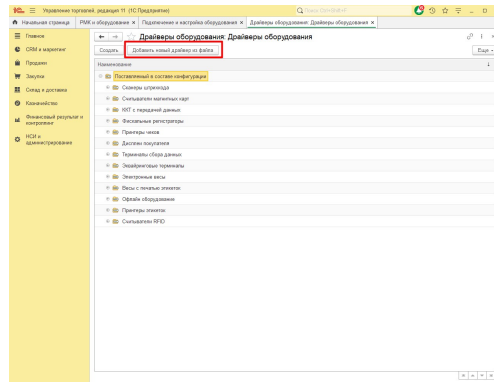 Управление торговлей, редакция 11 (1С:Предприятие)
Поиск Ctrl+Shift+F
Начальная страница
РМК и оборудование ×
Подключение и настройка оборудования ×
Драйверы оборудования: Драйверы оборудования ×
Главное
CRM и маркетинг
Продажи
Закупки
Склад и доставка
Казначейство
Финансовый результат и
контроллинг
НСИ и
администрирование
Драйверы оборудования: Драйверы оборудования
Создать
Добавить новый драйвер из файла
Еще
Наименование
Поставляемый в составе конфигурации
Сканеры штрихкода
Считыватели магнитных карт
ККТ с передачей данных
Фискальные регистраторы
Принтеры чеков
Дисплеи покупателя
Терминалы сбора данных
Эквайринговые терминалы
Электронные весы
Весы с печатью этикеток
Офлайн оборудование
Принтеры этикеток
Считыватели RFID